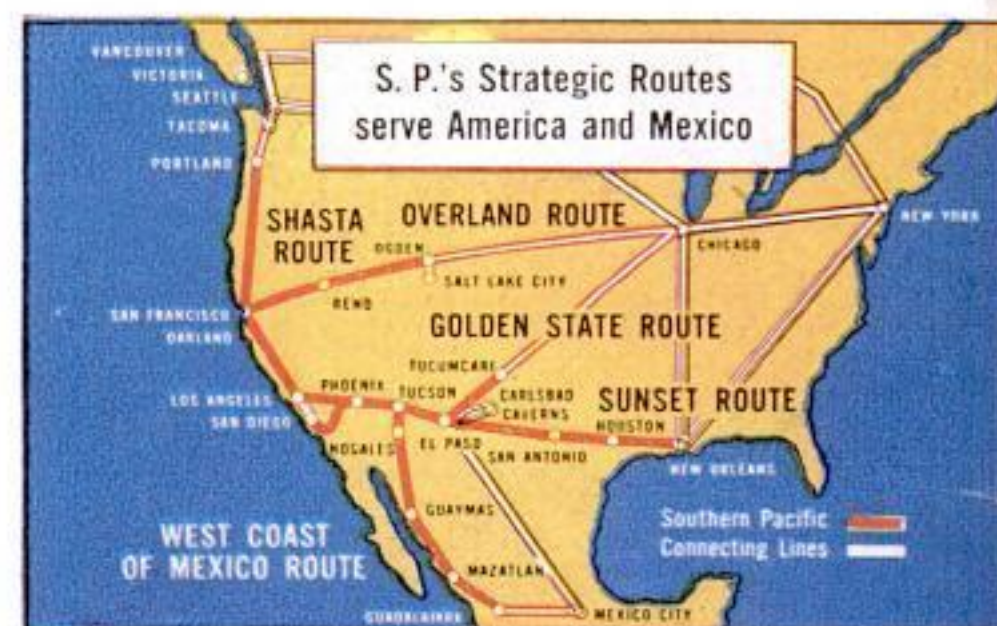 S. P.'s Strategic Routes
serve America and Mexico
VANCOUVER
VICTORIA
SEATTLE
TACOMA
PORTLAND
SHASTA
ROUTE
OVERLAND ROUTE
OGDEN
SALT LAKE CITY
RENO
CHICAGO
NEW YORK
SAN FRANCISCO
OAKLAND
GOLDEN STATE ROUTE
TUCUMCARE
LOS ANGELES
SAN DIEGO
PHOENIX
TUCSON
CARLSBAD
CAVERNS
SUNSET ROUTE
NOGALES
EL PASO
SAN ANTONIO
HOUSTON
NEW ORLEANS
GUAYMAS
WEST COAST
OF MEXICO ROUTE
Southern Pacific
Connecting Lines
MAZATLAN
GUADALAJARA
MEXICO CITY